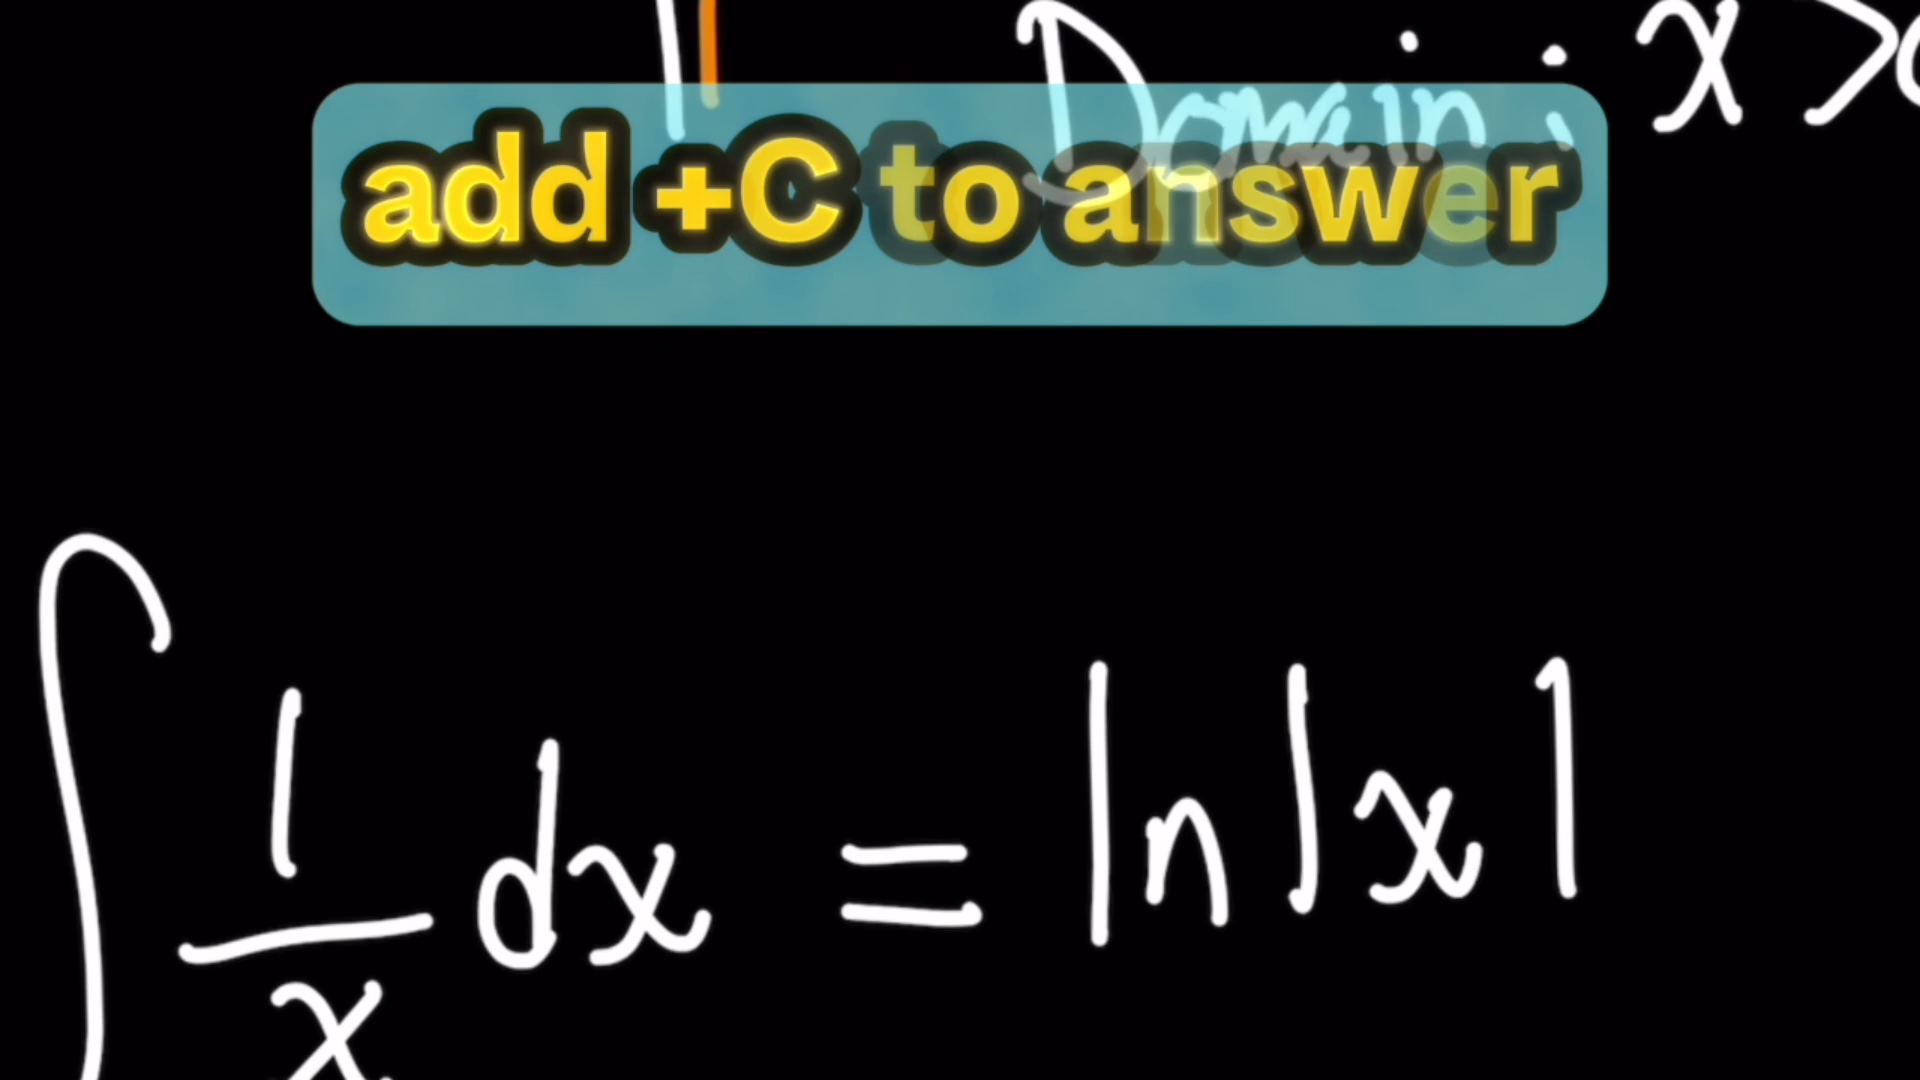 Domain: x >
add +C to answer
∫ 1/x dx = ln |x|